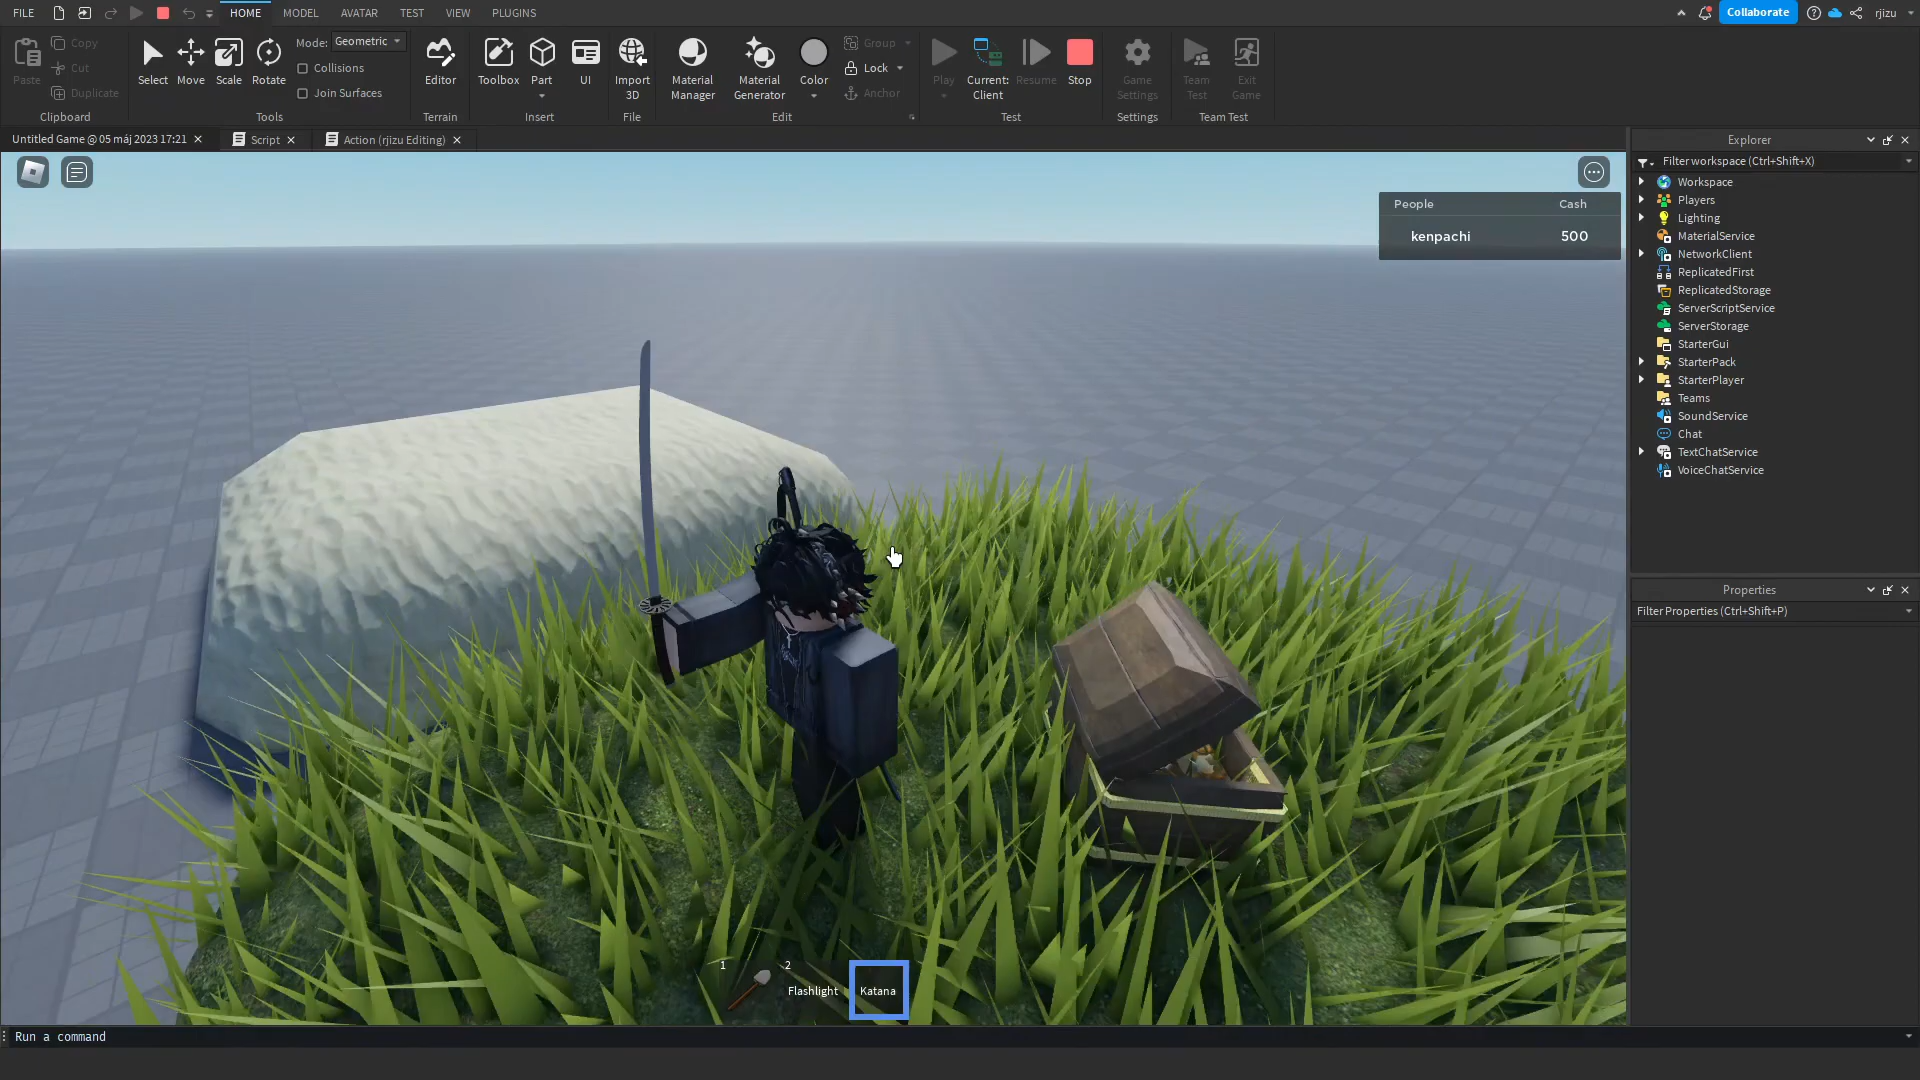 FILE HOME MODEL AVATAR TEST VIEW PLUGINS Collaborate rjizu
Paste Copy Cut Duplicate Clipboard
Select Move Scale Rotate Mode: Geometric Collisions Join Surfaces Tools
Editor Terrain
Toolbox Part UI Insert
Import 3D File
Material Manager Material Generator Color Group Lock Anchor Edit
Play Current: Client Resume Stop Test
Game Settings Settings
Team Test Exit Game Team Test
Untitled Game @ 05 máj 2023 17:21 Script Action (rjizu Editing)
People Cash
kenpachi 500
1 2
Flashlight Katana
Explorer
Filter workspace (Ctrl+Shift+X)
Workspace
Players
Lighting
MaterialService
NetworkClient
ReplicatedFirst
ReplicatedStorage
ServerScriptService
ServerStorage
StarterGui
StarterPack
StarterPlayer
Teams
SoundService
Chat
TextChatService
VoiceChatService
Properties
Filter Properties (Ctrl+Shift+P)
Run a command